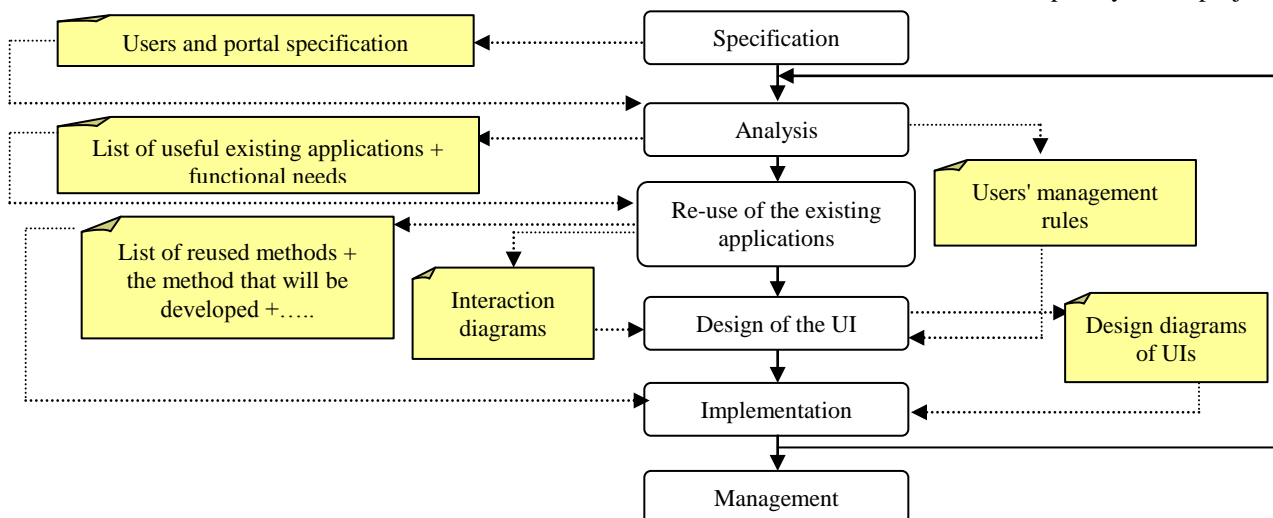 Users and portal specification
Specification
Analysis
List of useful existing applications +
functional needs
Users' management
rules
Re-use of the existing
applications
List of reused methods +
the method that will be
developed +…..
Interaction
diagrams
Design of the UI
Design diagrams
of UIs
Implementation
Management